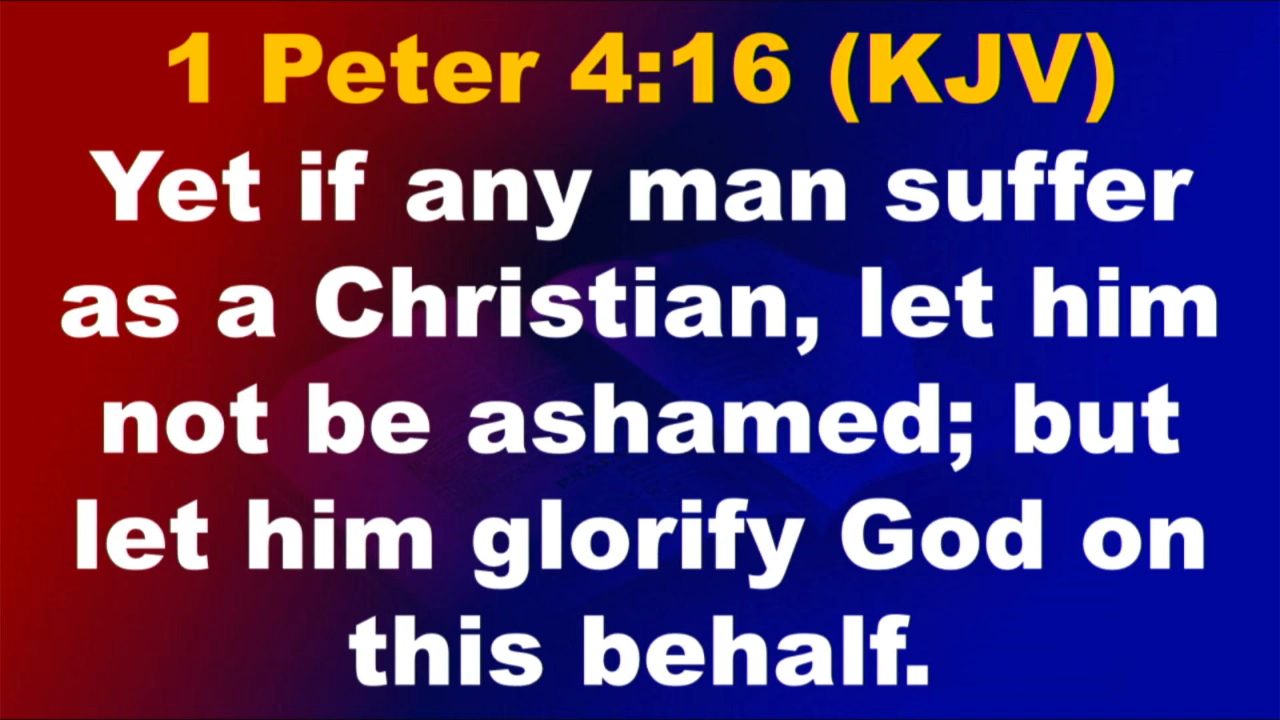 1 Peter 4:16 (KJV)
Yet if any man suffer
as a Christian, let him
not be ashamed; but
let him glorify God on
this behalf.